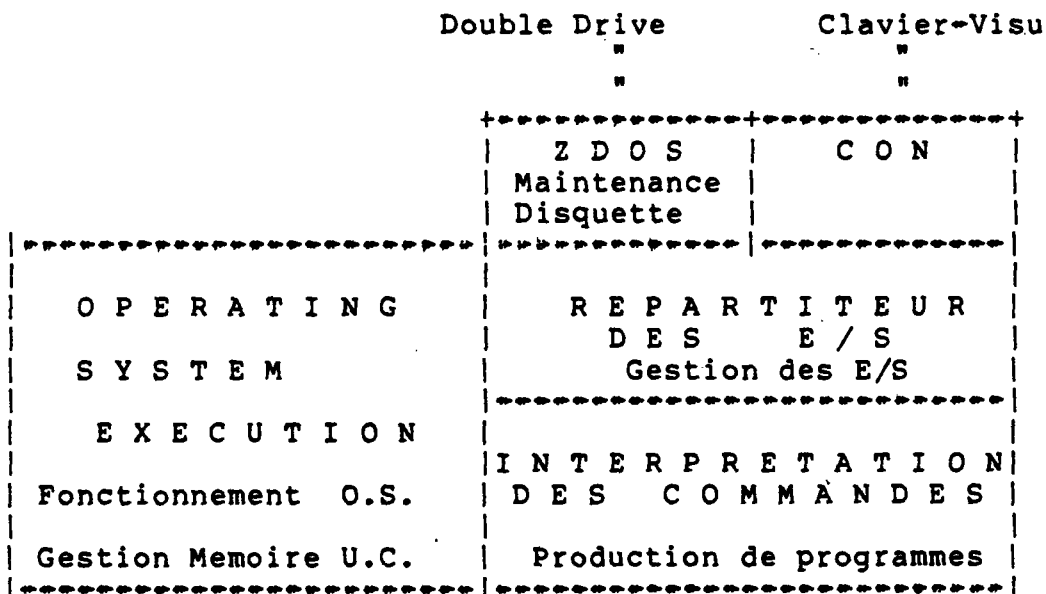 Double Drive Clavier-Visu
" "
" "
Z D O S C O N
Maintenance
Disquette
O P E R A T I N G R E P A R T I T E U R
D E S E / S
S Y S T E M Gestion des E/S
E X E C U T I O N
I N T E R P R E T A T I O N
Fonctionnement O.S. D E S C O M M A N D E S
Gestion Memoire U.C. Production de programmes